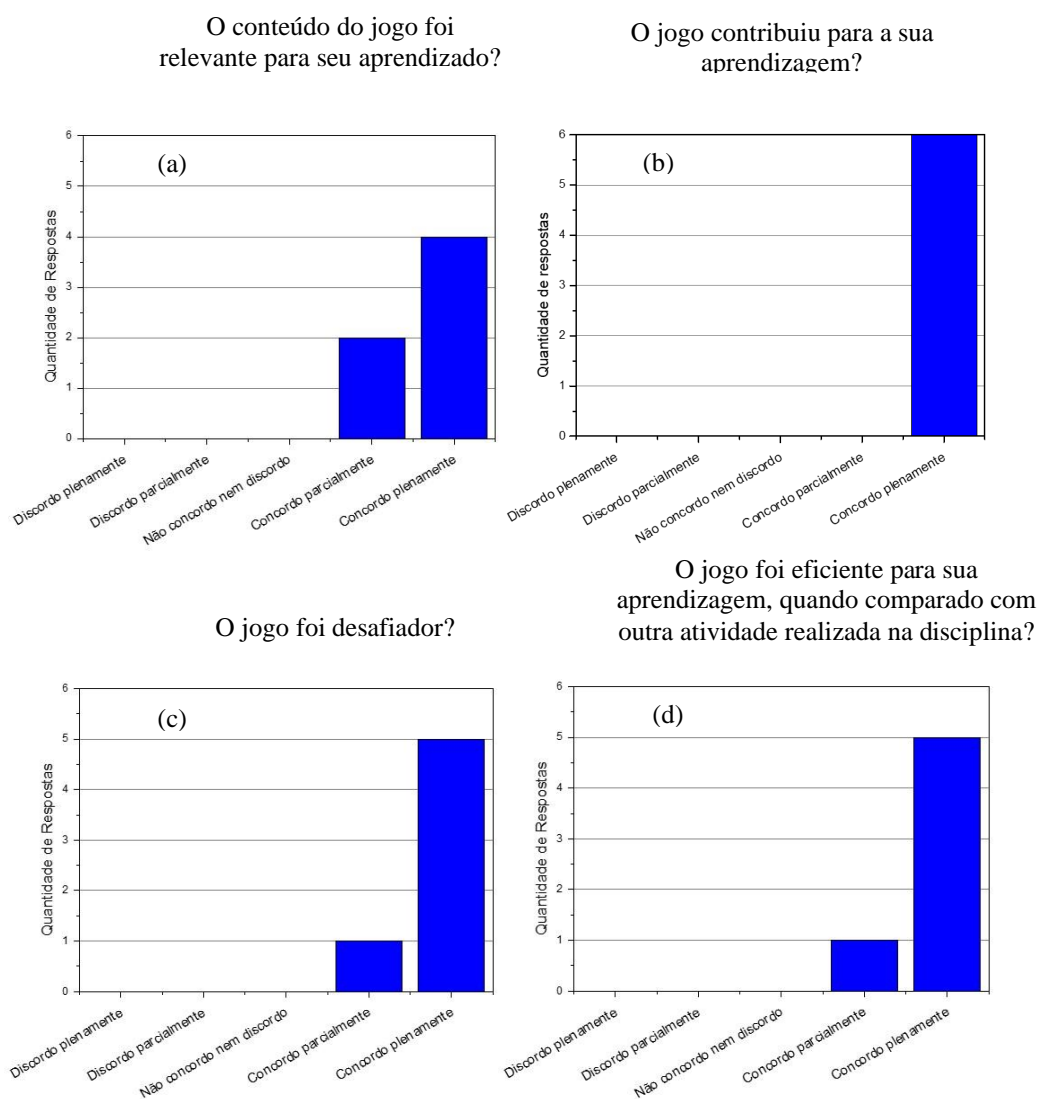 O conteúdo do jogo foi
relevante para seu aprendizado?
O jogo contribuiu para a sua
aprendizagem?
(a)
6
5
4
3
2
1
0
Quantidade de Respostas
Discordo plenamente
Discordo parcialmente
Não concordo nem discordo
Concordo parcialmente
Concordo plenamente
(b)
6
5
4
3
2
1
0
Quantidade de respostas
Discordo plenamente
Discordo parcialmente
Não concordo nem discordo
Concordo parcialmente
Concordo plenamente
O jogo foi desafiador?
O jogo foi eficiente para sua
aprendizagem, quando comparado com
outra atividade realizada na disciplina?
(c)
6
5
4
3
2
1
0
Quantidade de Respostas
Discordo plenamente
Discordo parcialmente
Não concordo nem discordo
Concordo parcialmente
Concordo plenamente
(d)
6
5
4
3
2
1
0
Quantidade de Respostas
Discordo plenamente
Discordo parcialmente
Não concordo nem discordo
Concordo parcialmente
Concordo plenamente